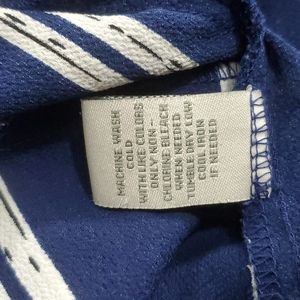 MACHINE WASH
COLD
WITH LIKE COLORS
ONLY NON-
CHLORINE BLEACH
WHEN NEEDED
TUMBLE DRY LOW
COOL IRON
IF NEEDED